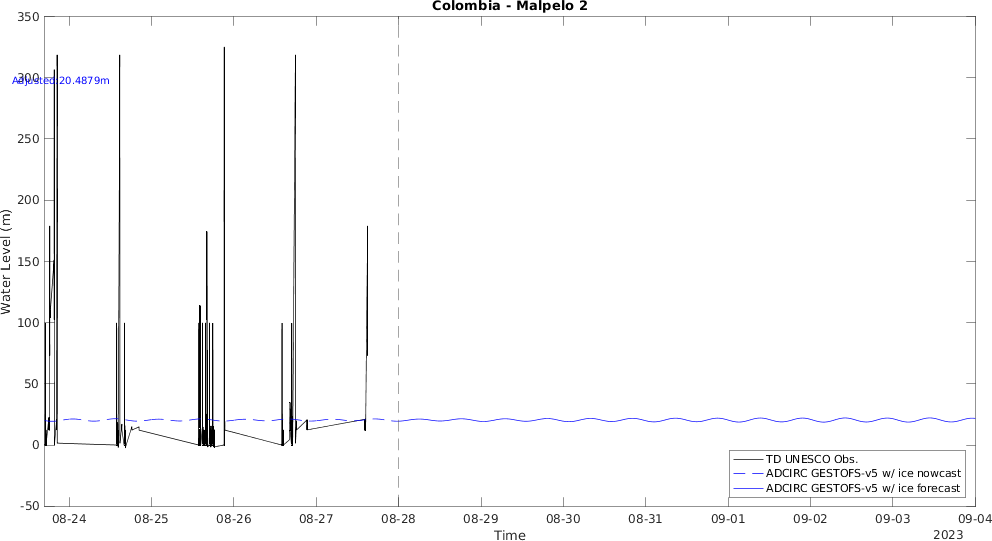 Colombia - Malpelo 2
350
300
250
200
150
100
50
0
-50
Adjusted:20.4879m
Water Level (m)
TD UNESCO Obs.
ADCIRC GESTOFS-v5 w/ ice nowcast
ADCIRC GESTOFS-v5 w/ ice forecast
08-24 08-25 08-26 08-27 08-28 08-29 08-30 08-31 09-01 09-02 09-03 09-04
Time
2023